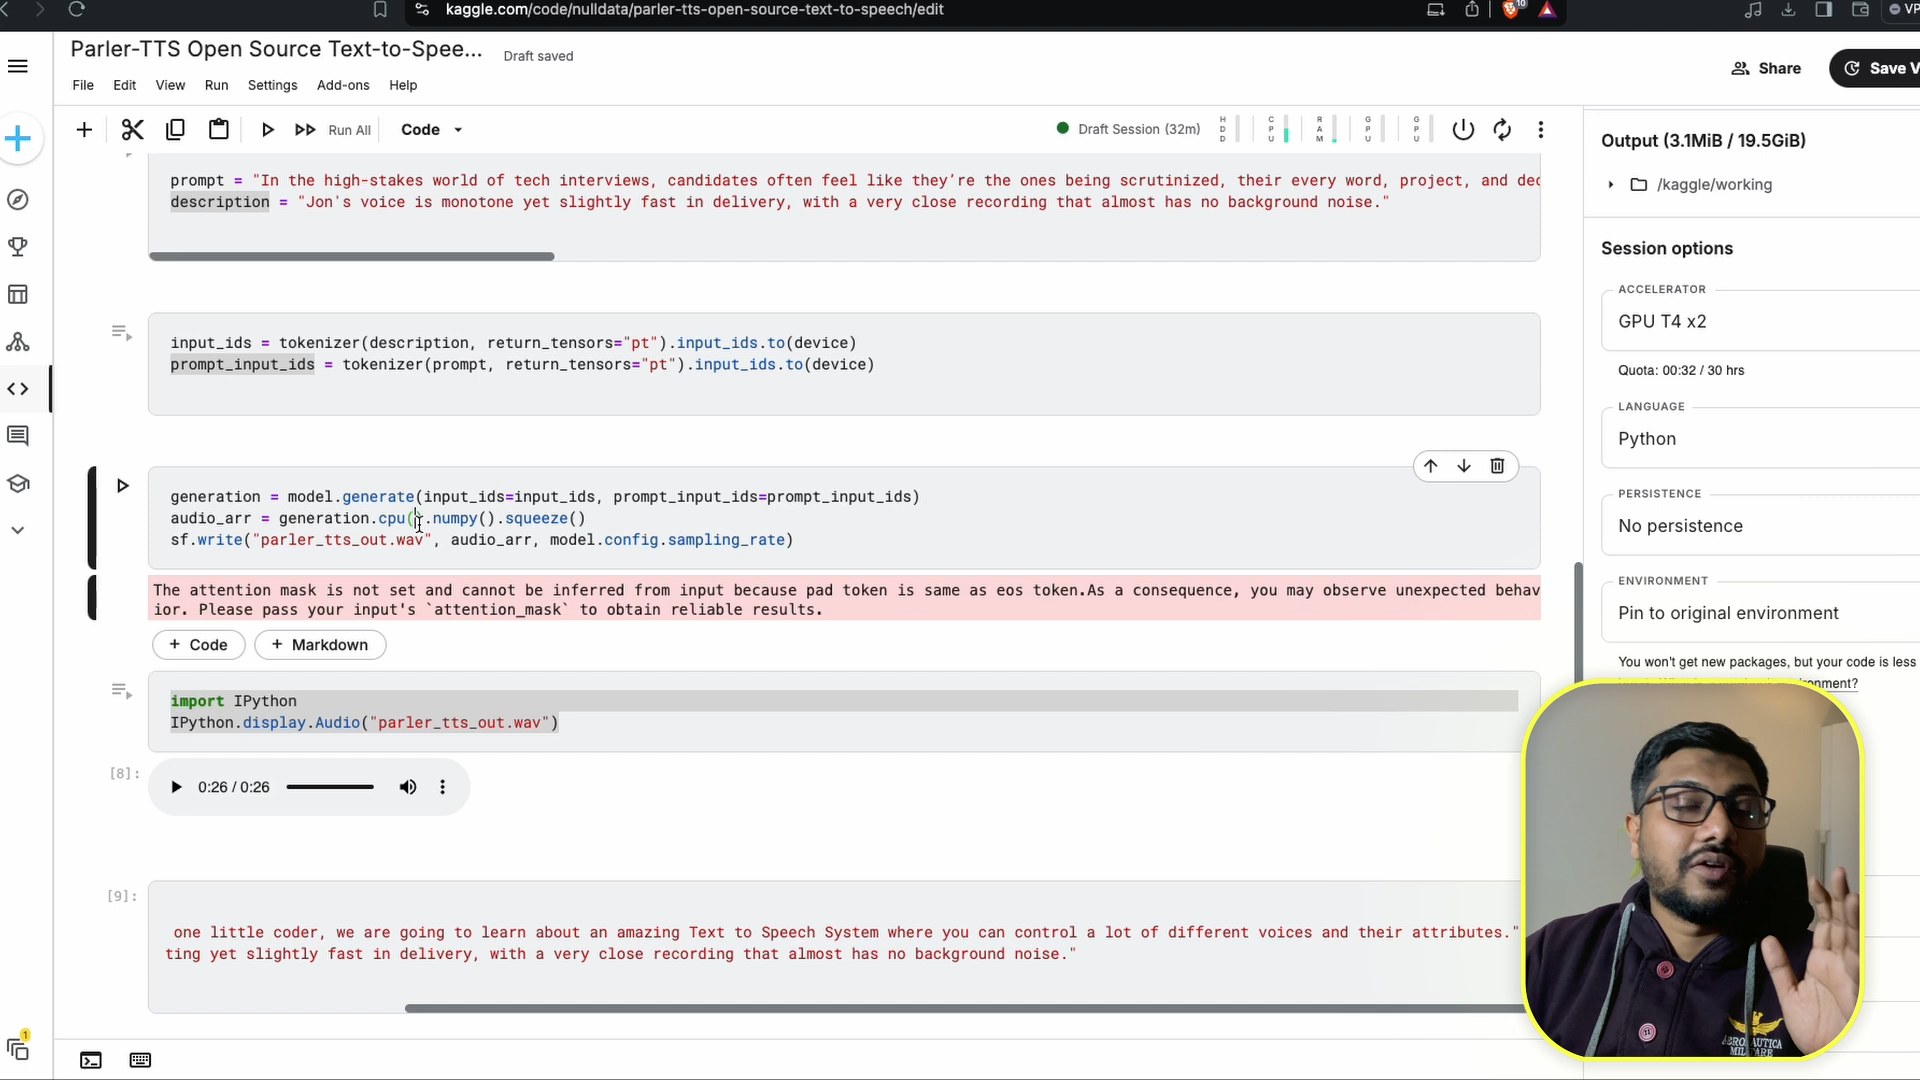 kaggle.com/code/nulldata/parler-tts-open-source-text-to-speech/edit
10
VP
Parler-TTS Open Source Text-to-Spee...
Draft saved
File Edit View Run Settings Add-ons Help
Share
Save V
Run All
Code
Draft Session (32m)
HDD
CPU
RAM
GPU
GPU
prompt = "In the high-stakes world of tech interviews, candidates often feel like they’re the ones being scrutinized, their every word, project, and dec
description = "Jon's voice is monotone yet slightly fast in delivery, with a very close recording that almost has no background noise."
input_ids = tokenizer(description, return_tensors="pt").input_ids.to(device)
prompt_input_ids = tokenizer(prompt, return_tensors="pt").input_ids.to(device)
generation = model.generate(input_ids=input_ids, prompt_input_ids=prompt_input_ids)
audio_arr = generation.cpu().numpy().squeeze()
sf.write("parler_tts_out.wav", audio_arr, model.config.sampling_rate)
The attention mask is not set and cannot be inferred from input because pad token is same as eos token.As a consequence, you may observe unexpected behav
ior. Please pass your input's `attention_mask` to obtain reliable results.
+ Code
+ Markdown
import IPython
IPython.display.Audio("parler_tts_out.wav")
[8]:
0:26 / 0:26
[9]:
one little coder, we are going to learn about an amazing Text to Speech System where you can control a lot of different voices and their attributes."
ting yet slightly fast in delivery, with a very close recording that almost has no background noise."
1
Output (3.1MiB / 19.5GiB)
/kaggle/working
Session options
ACCELERATOR
GPU T4 x2
Quota: 00:32 / 30 hrs
LANGUAGE
Python
PERSISTENCE
No persistence
ENVIRONMENT
Pin to original environment
You won't get new packages, but your code is less
nment?
AERONAUTICA
MILITARE